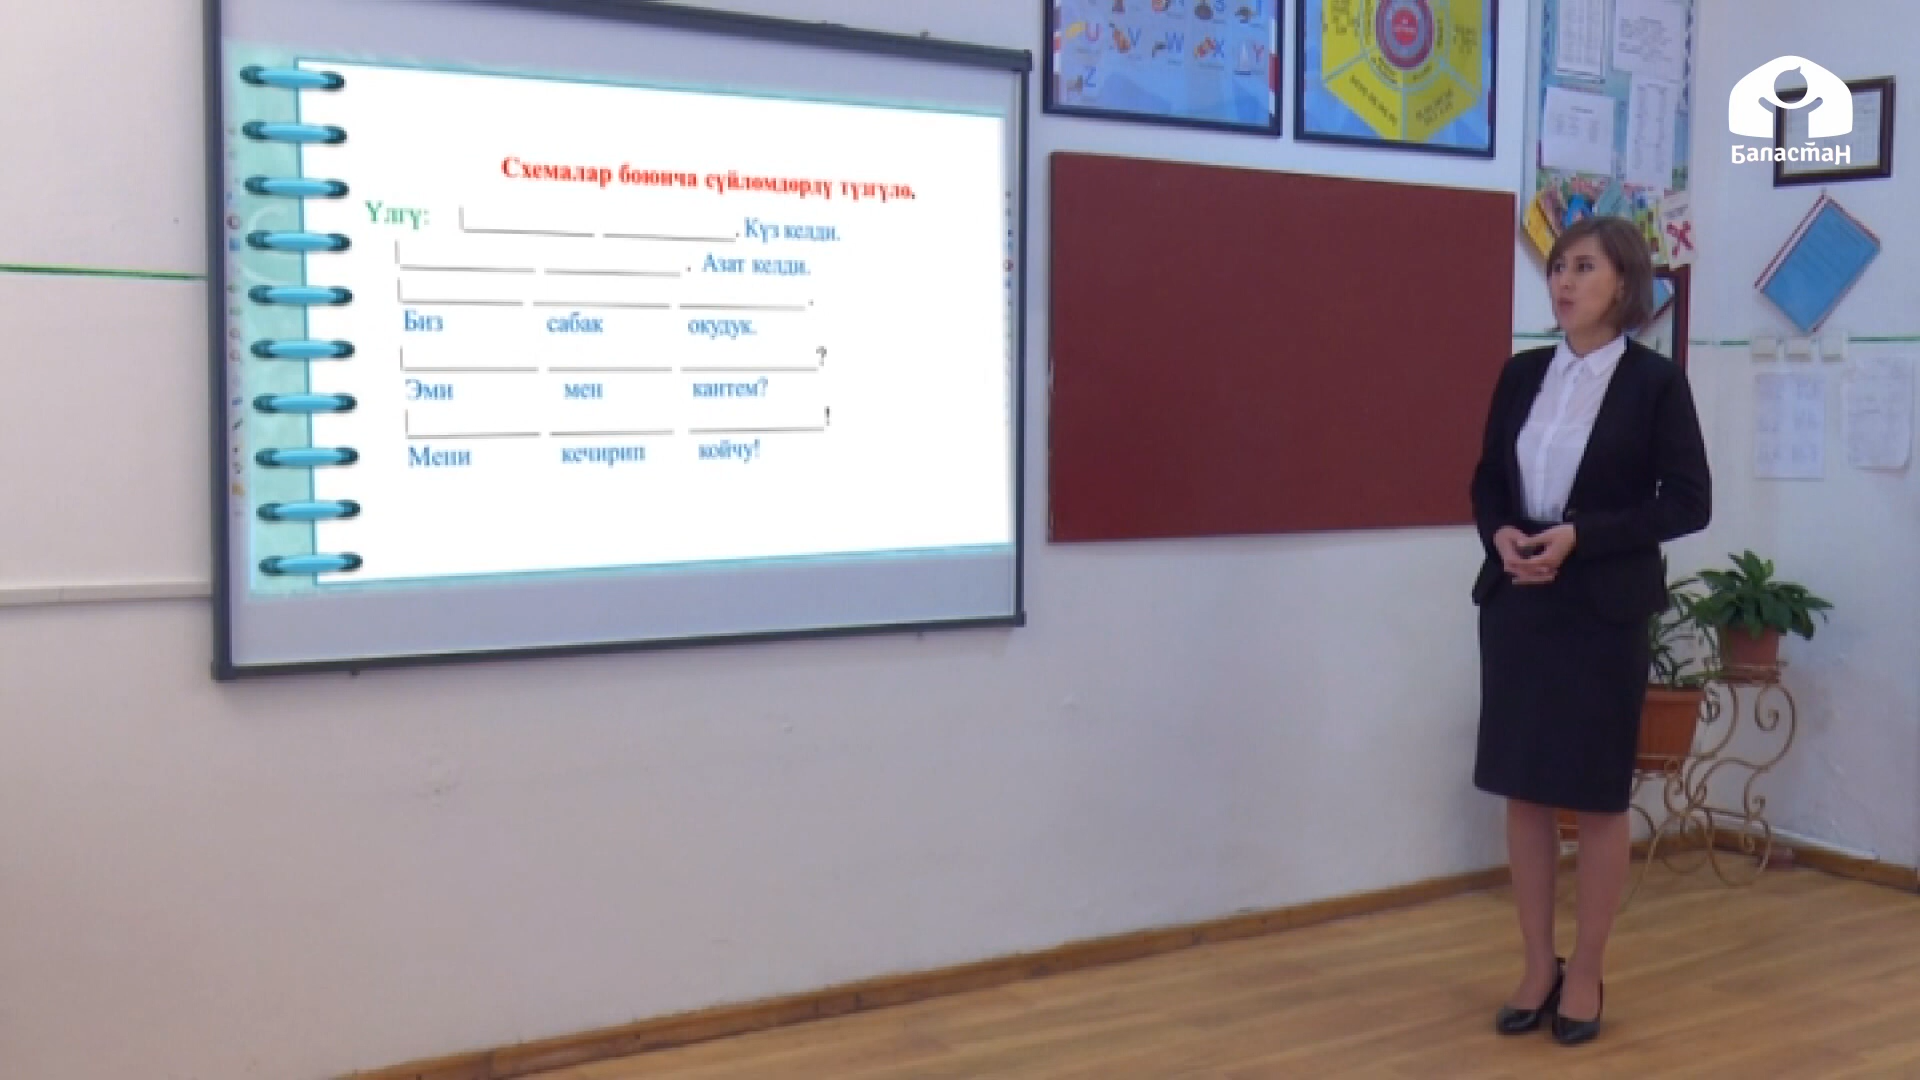 Схемалар боюнча сүйлөмдөрдү түзгүлө.
Үлгү: . Күз келди.
. Азат келди.
.
Биз сабак окудук.
?
Эми мен кантем?
!
Мени кечирип койчу!
U V W X Y
Z
Баластан